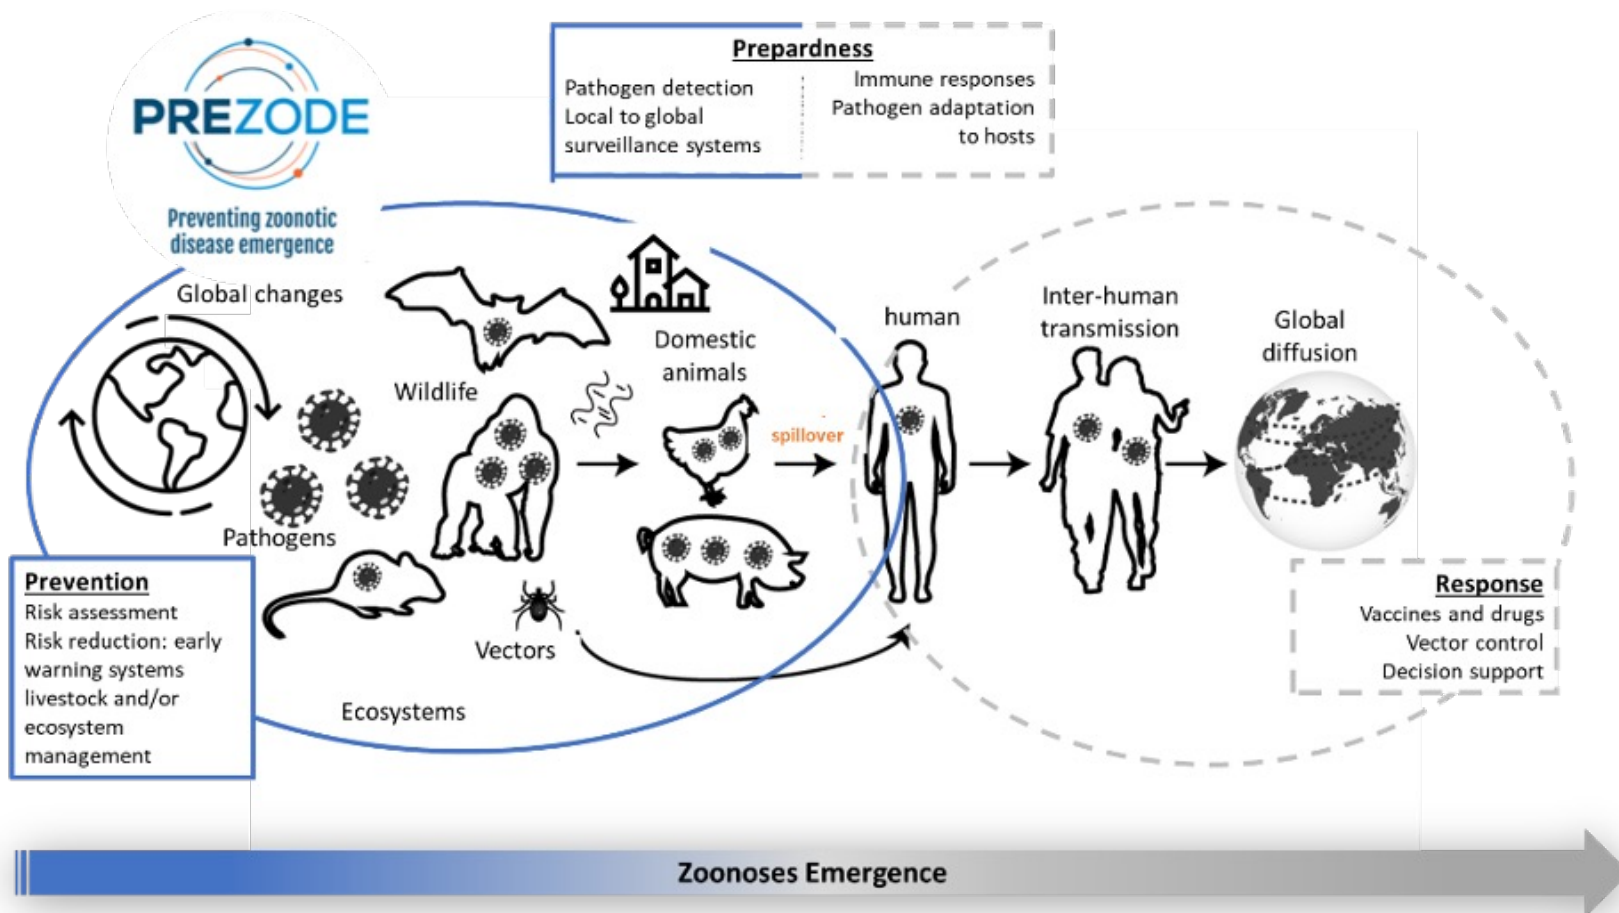 PREZODE
Preventing zoonotic
disease emergence
Prepardness
Pathogen detection
Local to global
surveillance systems
Immune responses
Pathogen adaptation
to hosts
Global changes
Wildlife
Domestic
animals
spillover
human
Inter-human
transmission
Global
diffusion
Pathogens
Vectors
Ecosystems
Prevention
Risk assessment
Risk reduction: early
warning systems
livestock and/or
ecosystem
management
Response
Vaccines and drugs
Vector control
Decision support
Zoonoses Emergence